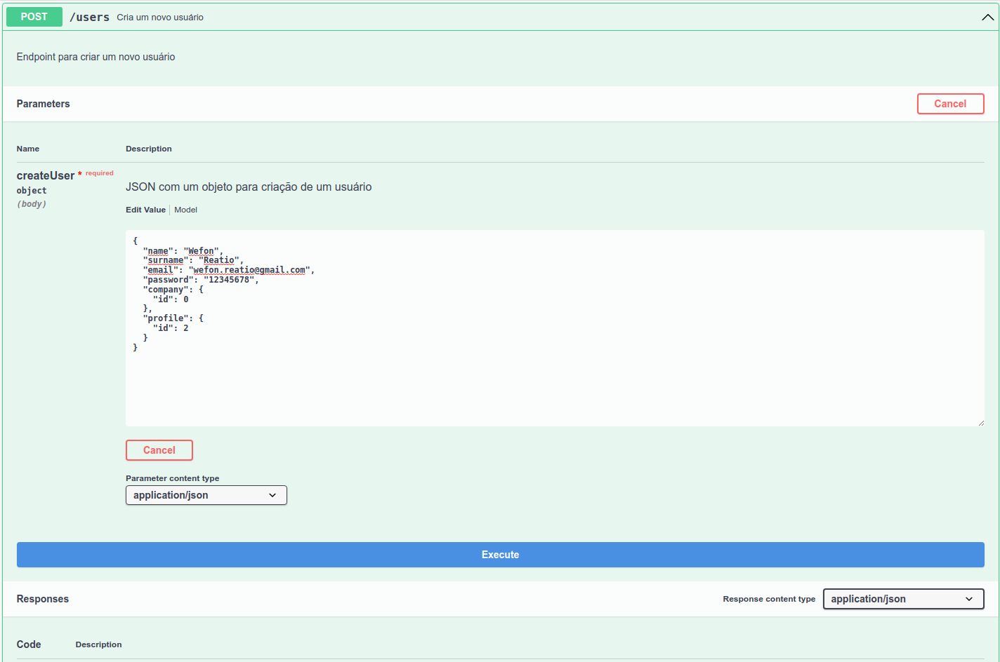 POST /users Cria um novo usuário
Endpoint para criar um novo usuário
Parameters Cancel
Name Description
createUser * required
object
(body)
JSON com um objeto para criação de um usuário
Edit Value Model
{
  "name": "Wefon",
  "surname": "Reatio",
  "email": "wefon.reatio@gmail.com",
  "password": "12345678",
  "company": {
    "id": 0
  },
  "profile": {
    "id": 2
  }
}
Cancel
Parameter content type
application/json
Execute
Responses Response content type application/json
Code Description